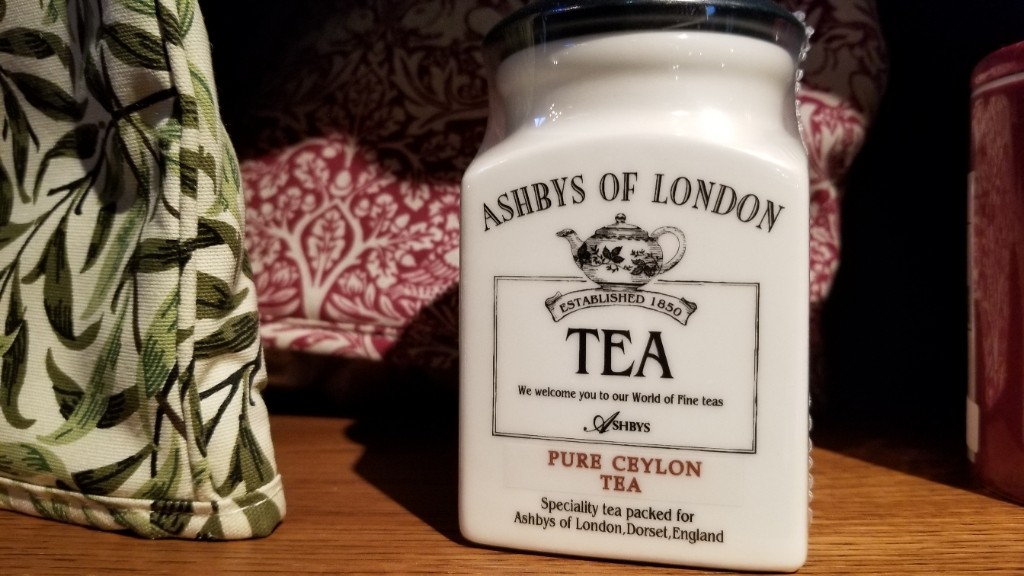 ASHBYS OF LONDON
ESTABLISHED 1850
TEA
We welcome you to our World of Fine teas
ASHBYS
PURE CEYLON
TEA
Speciality tea packed for
Ashbys of London,Dorset,England